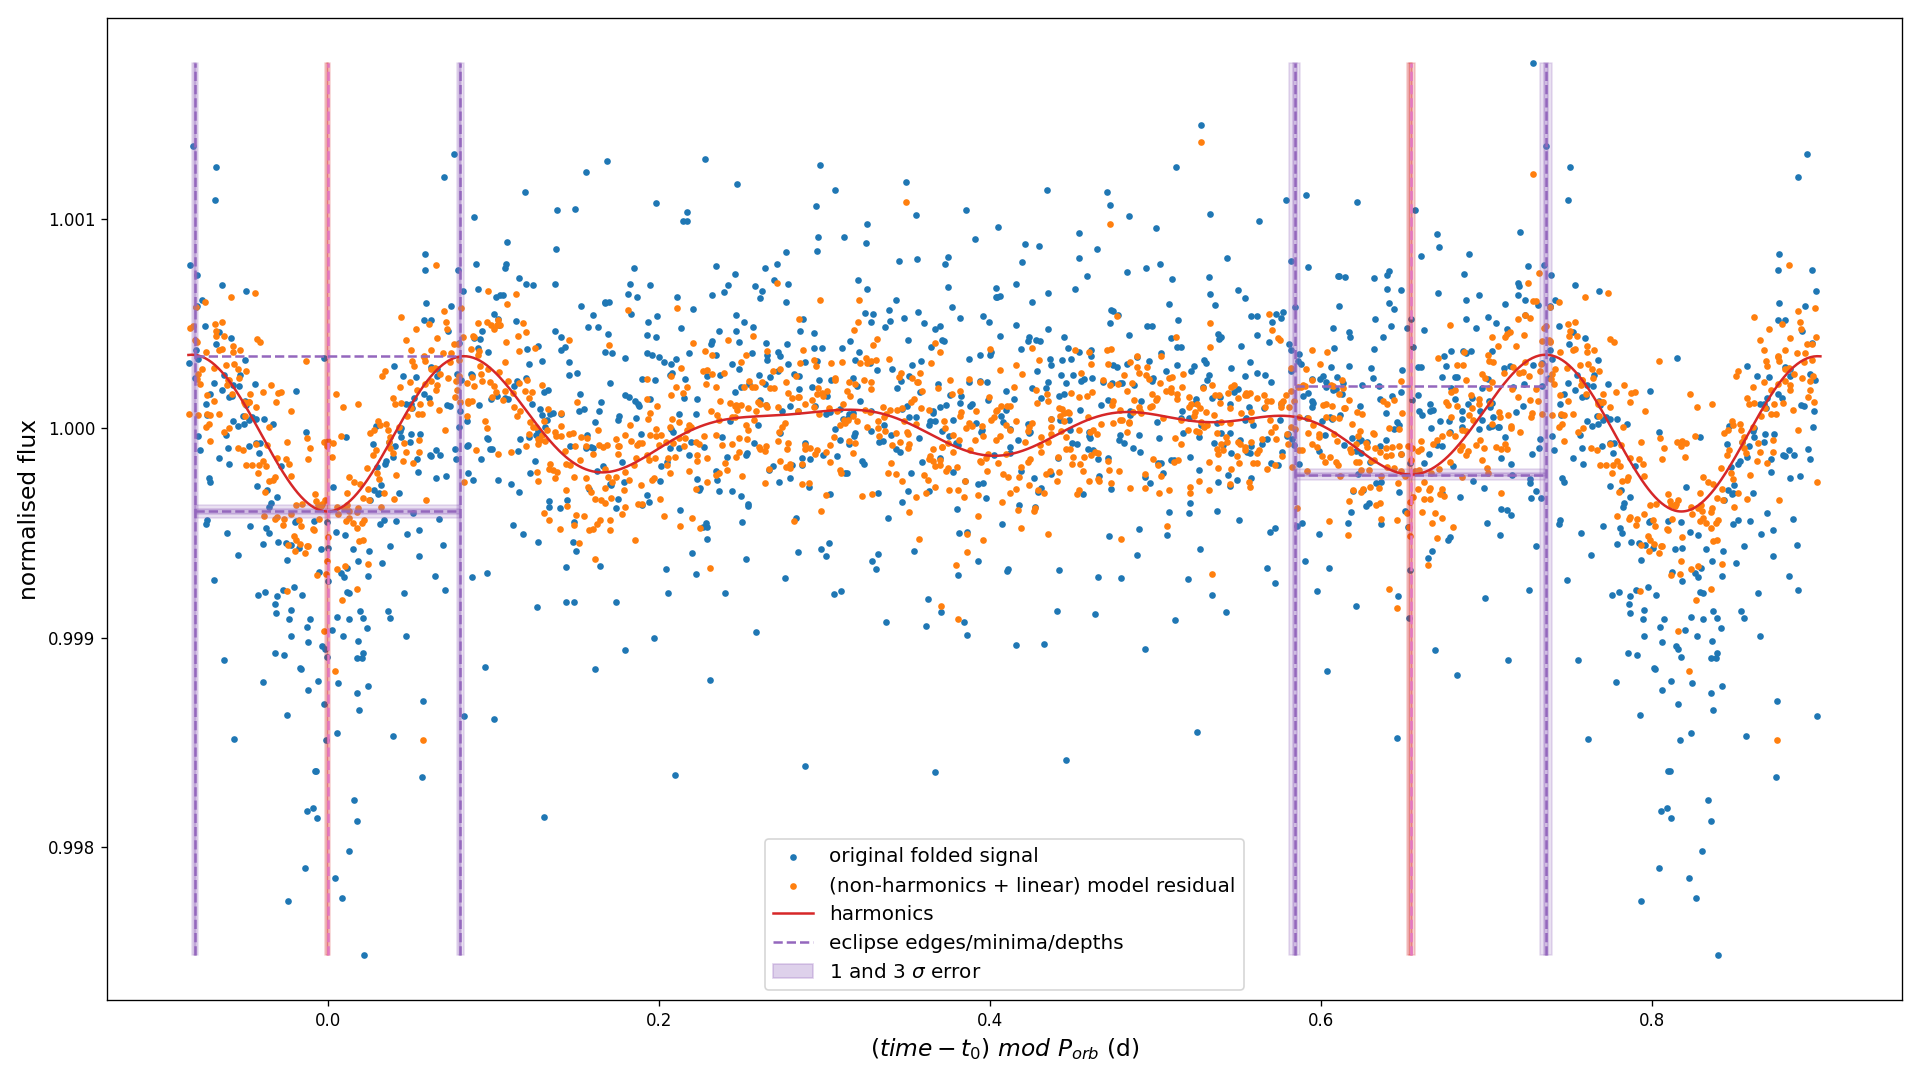 normalised flux
1.001
1.000
0.999
0.998
0.0
0.2
0.4
0.6
0.8
(time − t₀) mod Pₒᵣb (d)
original folded signal
(non-harmonics + linear) model residual
harmonics
eclipse edges/minima/depths
1 and 3 σ error